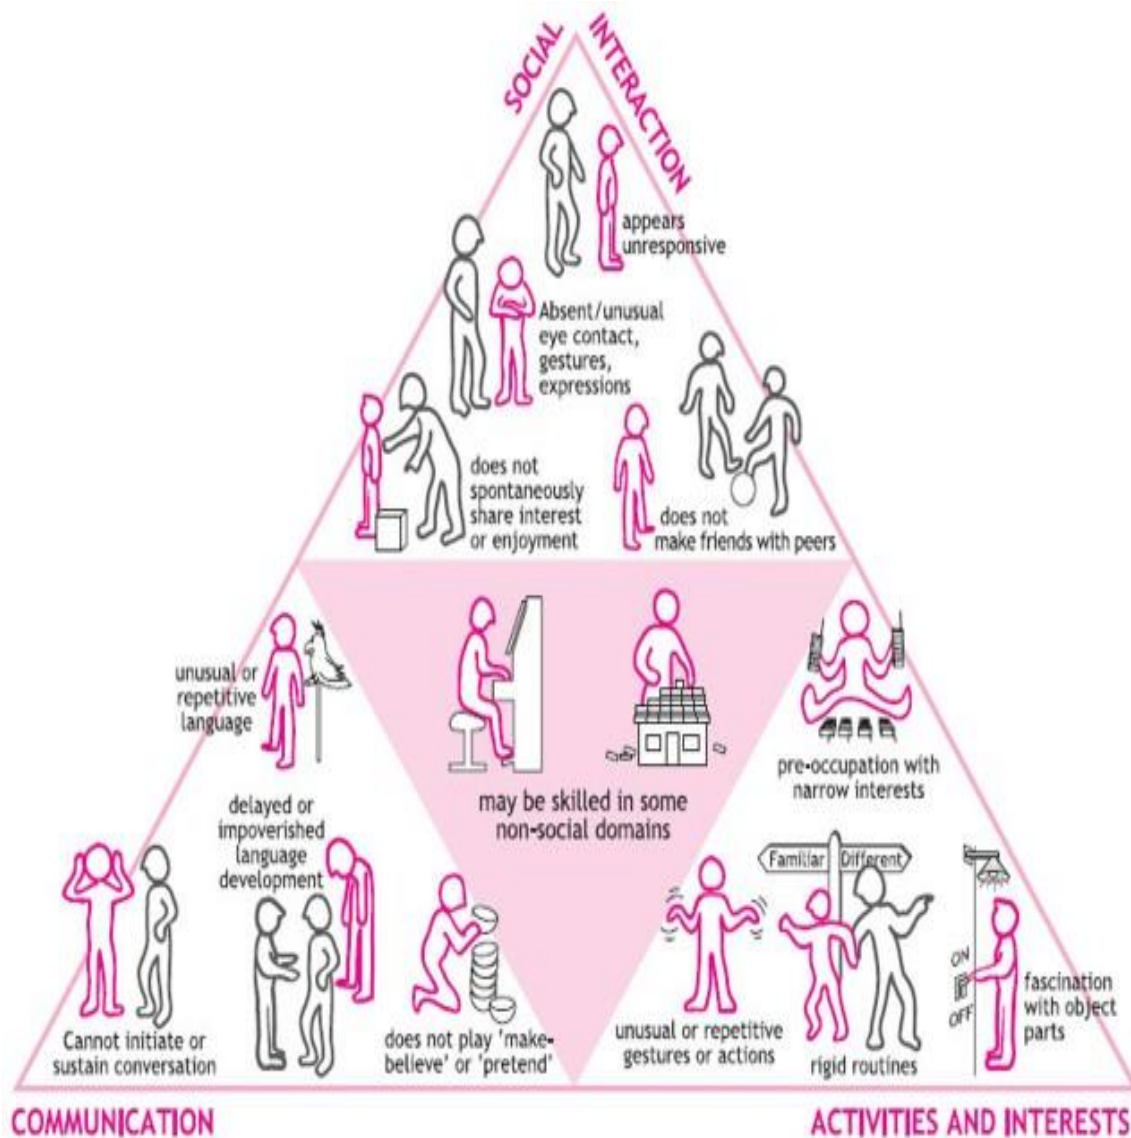 SOCIAL
INTERACTION
appears
unresponsive
Absent/unusual
eye contact,
gestures,
expressions
does not
spontaneously
share interest
or enjoyment
does not
make friends with peers
unusual or
repetitive
language
may be skilled in some
non-social domains
pre-occupation with
narrow interests
delayed or
impoverished
language
development
Cannot initiate or
sustain conversation
does not play 'make-
believe' or 'pretend'
unusual or repetitive
gestures or actions
Familiar
Different
rigid routines
ON
OFF
fascination
with object
parts
COMMUNICATION
ACTIVITIES AND INTERESTS